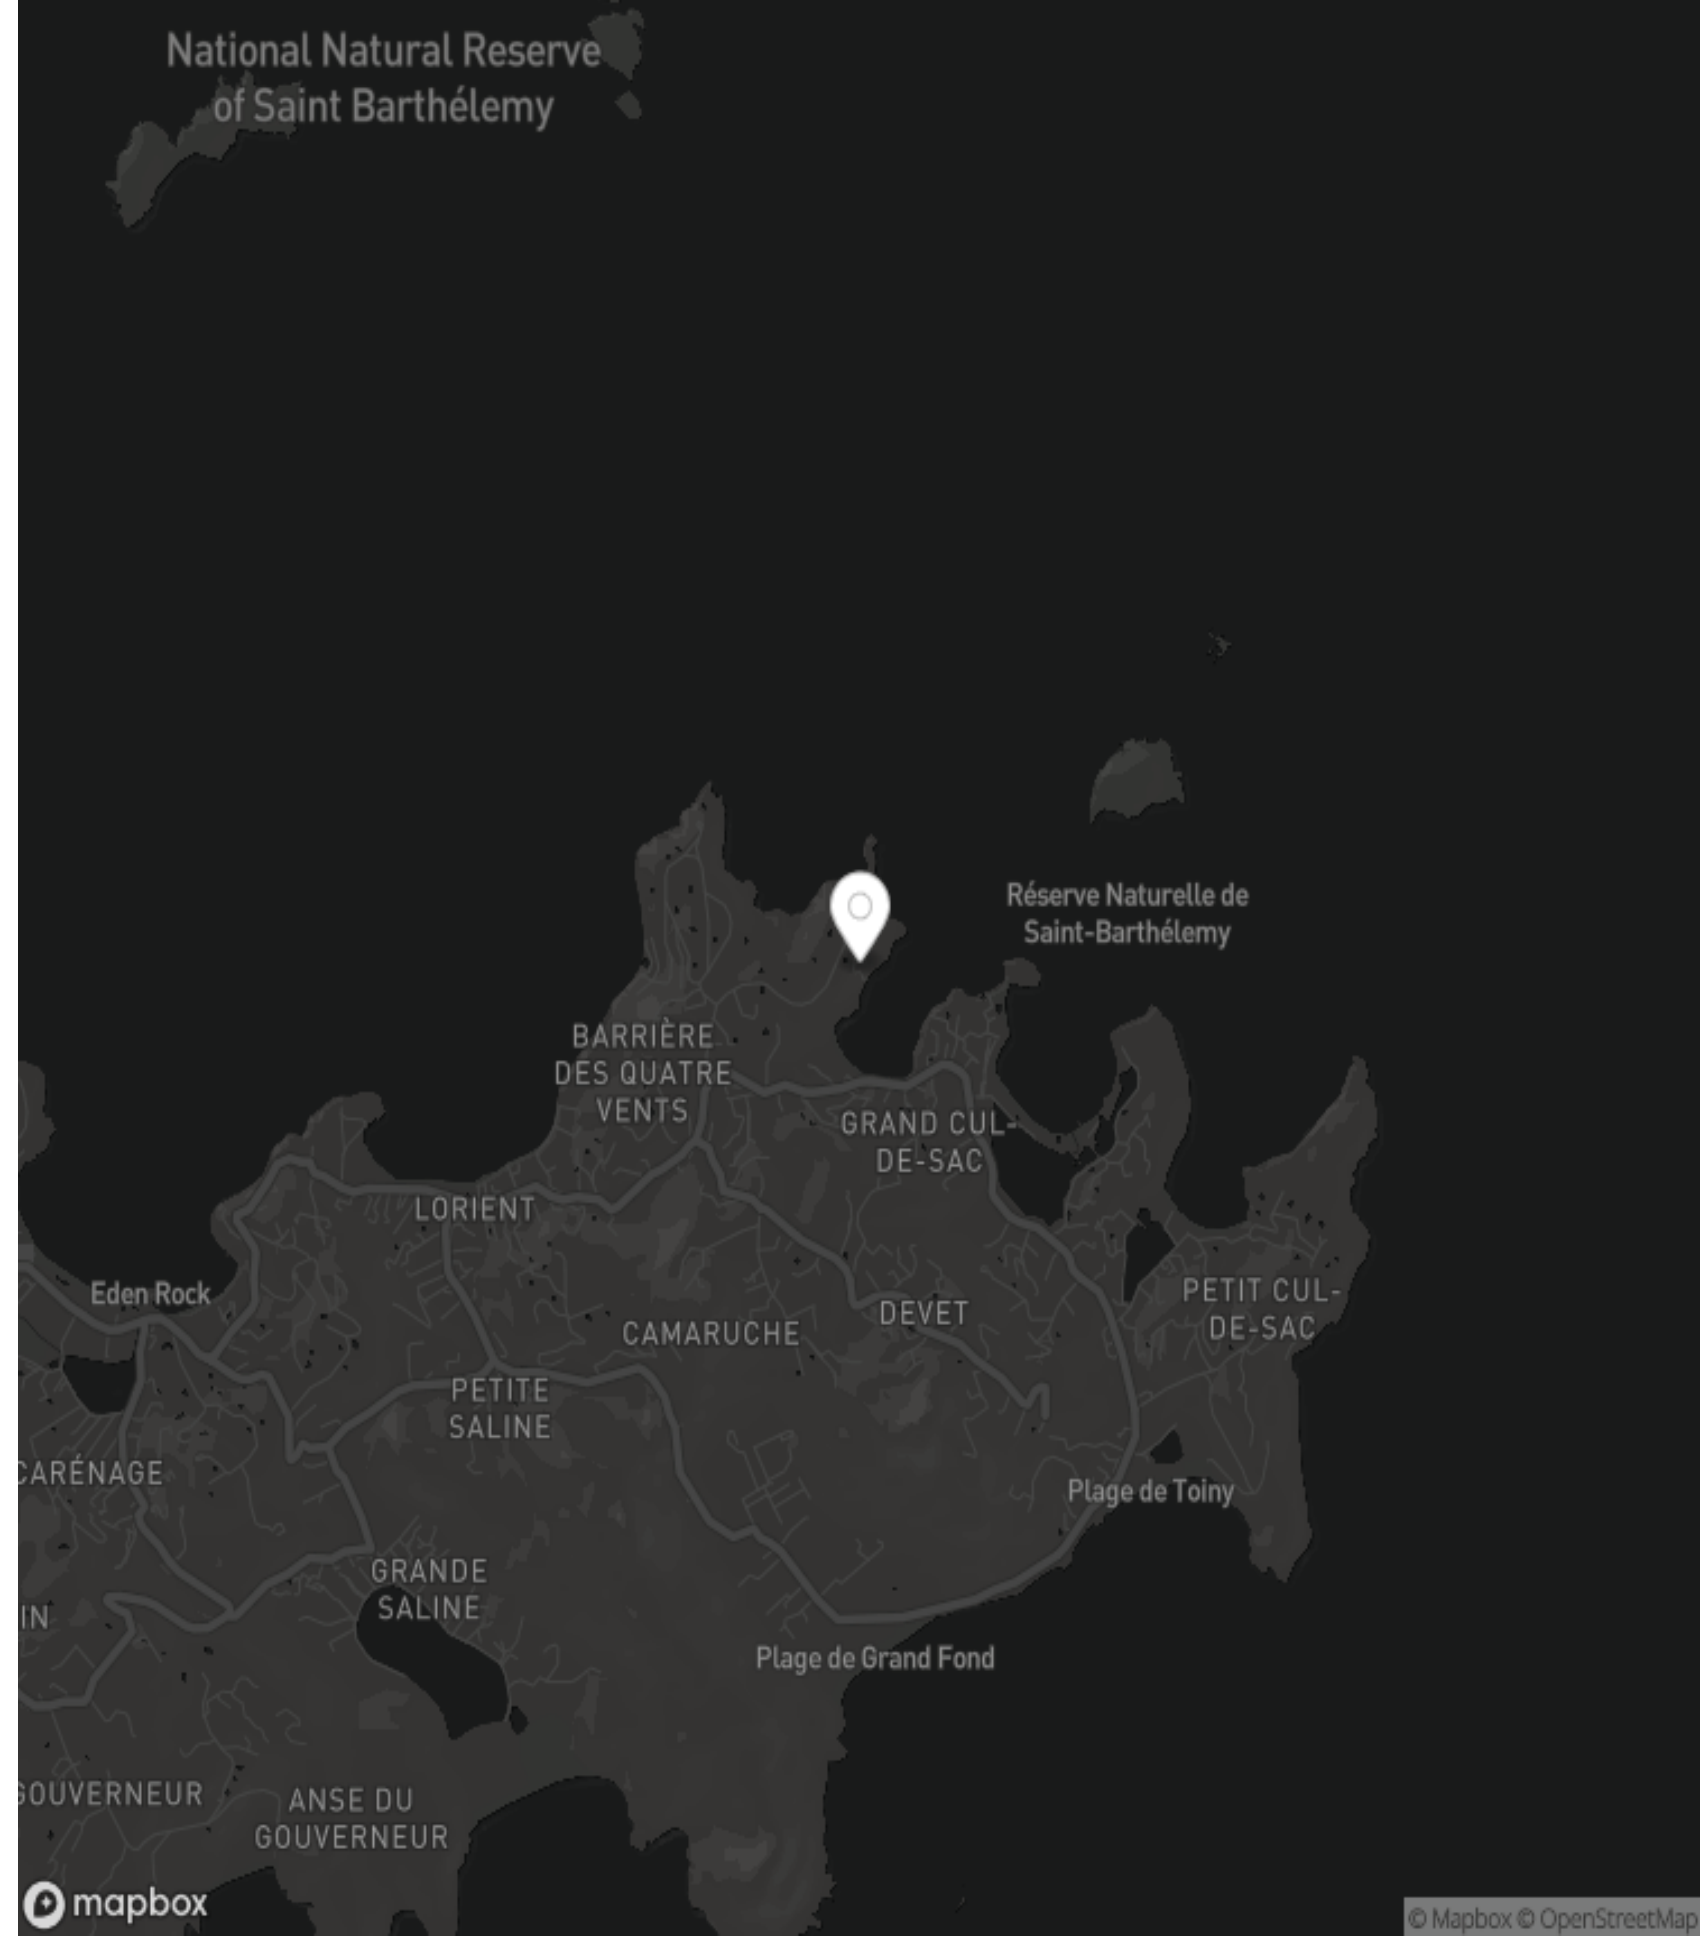 National Natural Reserve
of Saint Barthélemy
Réserve Naturelle de
Saint-Barthélemy
BARRIÈRE
DES QUATRE
VENTS
GRAND CUL-
DE-SAC
LORIENT
Eden Rock
PETIT CUL-
DE-SAC
DEVET
CAMARUCHE
PETITE
SALINE
CARÉNAGE
Plage de Toiny
GRANDE
SALINE
IN
Plage de Grand Fond
GOUVERNEUR
ANSE DU
GOUVERNEUR
mapbox
© Mapbox © OpenStreetMap